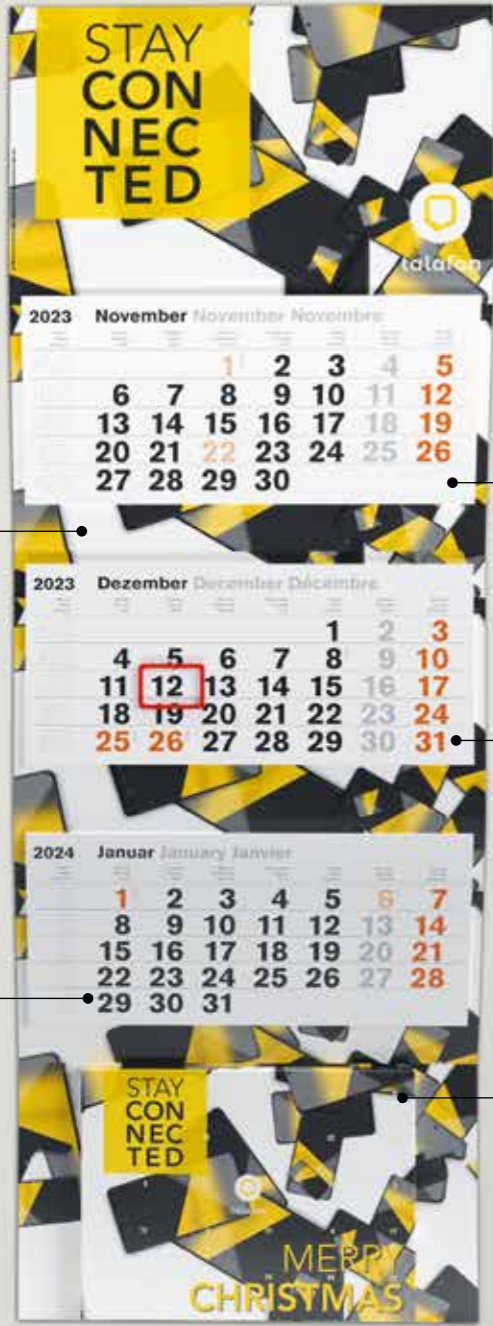 STAY
CON
NEC
TED
talafon
2023 November November Novembre
1 2 3 4 5
6 7 8 9 10 11 12
13 14 15 16 17 18 19
20 21 22 23 24 25 26
27 28 29 30
2023 Dezember December Décembre
1 2 3
4 5 6 7 8 9 10
11 12 13 14 15 16 17
18 19 20 21 22 23 24
25 26 27 28 29 30 31
2024 Januar January Janvier
1 2 3 4 5 6 7
8 9 10 11 12 13 14
15 16 17 18 19 20 21
22 23 24 25 26 27 28
29 30 31
STAY
CON
NEC
TED
talafon
MERRY
CHRISTMAS